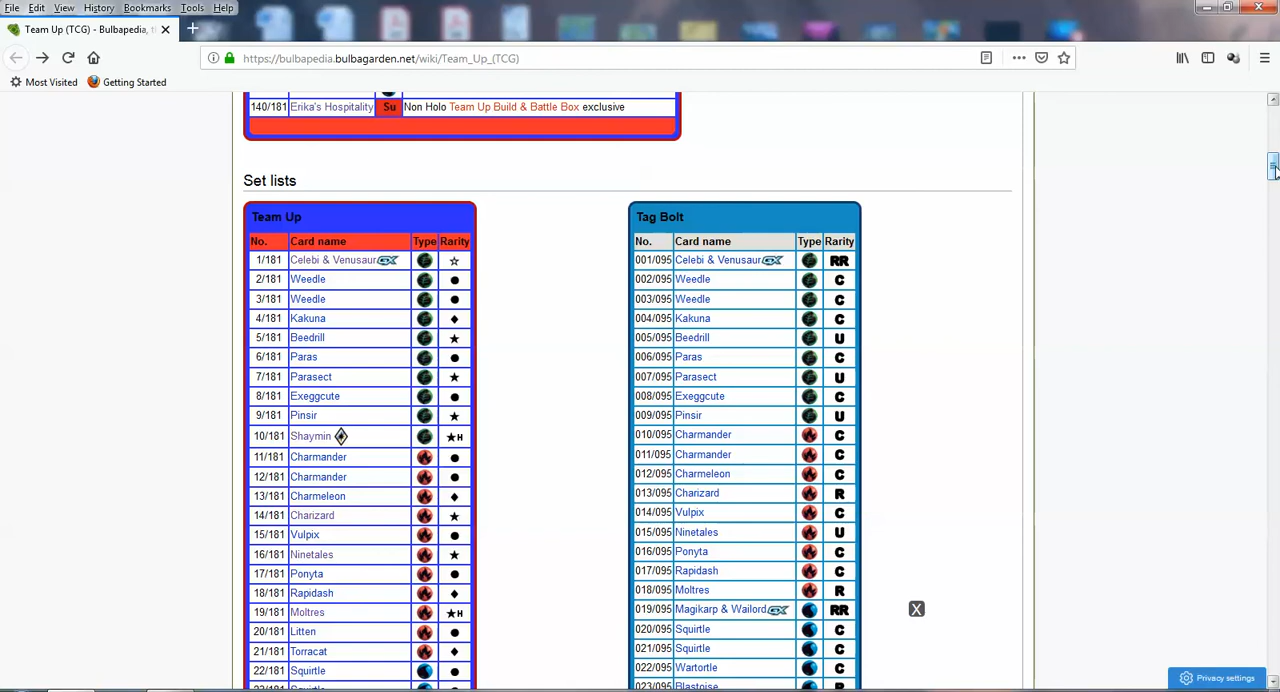 File Edit View History Bookmarks Tools Help
Team Up (TCG) - Bulbapedia, t
https://bulbapedia.bulbagarden.net/wiki/Team_Up_(TCG)
Most Visited Getting Started
140/181 Erika's Hospitality Su Non Holo Team Up Build & Battle Box exclusive
Set lists
Team Up
No. Card name Type Rarity
1/181 Celebi & Venusaur GX
2/181 Weedle
3/181 Weedle
4/181 Kakuna
5/181 Beedrill
6/181 Paras
7/181 Parasect
8/181 Exeggcute
9/181 Pinsir
10/181 Shaymin
11/181 Charmander
12/181 Charmander
13/181 Charmeleon
14/181 Charizard
15/181 Vulpix
16/181 Ninetales
17/181 Ponyta
18/181 Rapidash
19/181 Moltres H
20/181 Litten
21/181 Torracat
22/181 Squirtle
Tag Bolt
No. Card name Type Rarity
001/095 Celebi & Venusaur GX RR
002/095 Weedle C
003/095 Weedle C
004/095 Kakuna C
005/095 Beedrill U
006/095 Paras C
007/095 Parasect U
008/095 Exeggcute C
009/095 Pinsir U
010/095 Charmander C
011/095 Charmander C
012/095 Charmeleon C
013/095 Charizard R
014/095 Vulpix C
015/095 Ninetales U
016/095 Ponyta C
017/095 Rapidash C
018/095 Moltres R
019/095 Magikarp & Wailord GX RR
020/095 Squirtle C
021/095 Squirtle C
022/095 Wartortle C
023/095 Blastoise R
X
Privacy settings